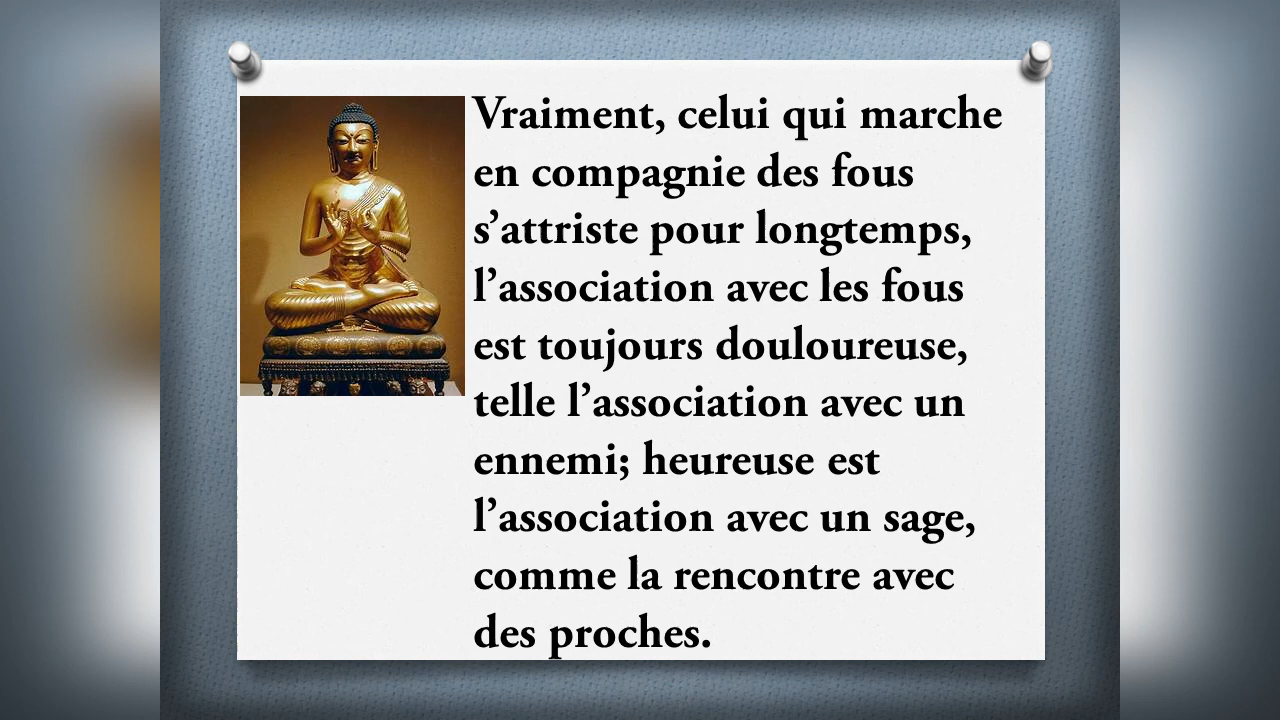 Vraiment, celui qui marche
en compagnie des fous
s’attriste pour longtemps,
l’association avec les fous
est toujours douloureuse,
telle l’association avec un
ennemi; heureuse est
l’association avec un sage,
comme la rencontre avec
des proches.